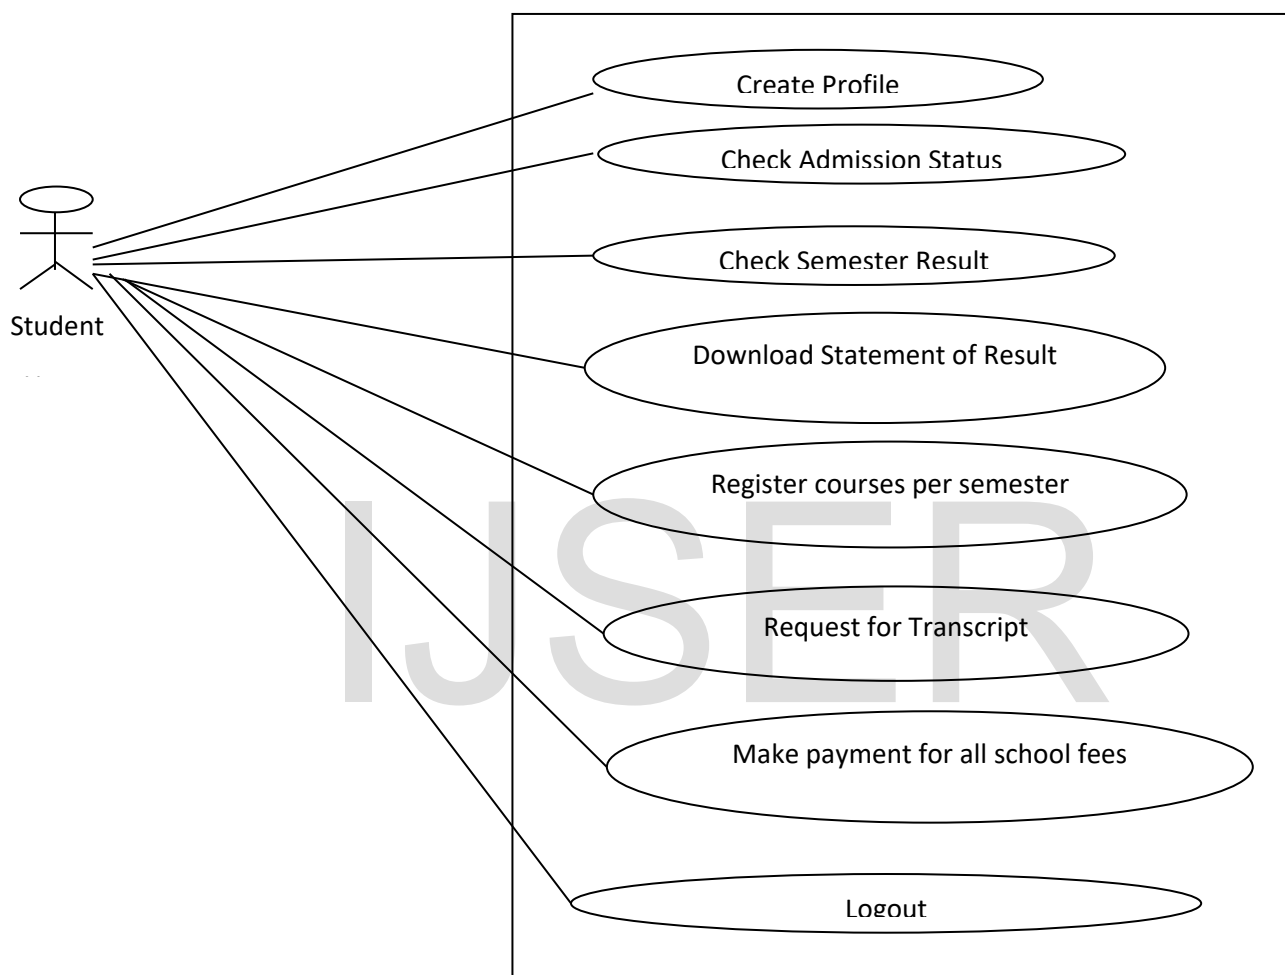 Create Profile
Check Admission Status
Check Semester Result
Student
Download Statement of Result
Register courses per semester
IJSER
Request for Transcript
Make payment for all school fees
Logout